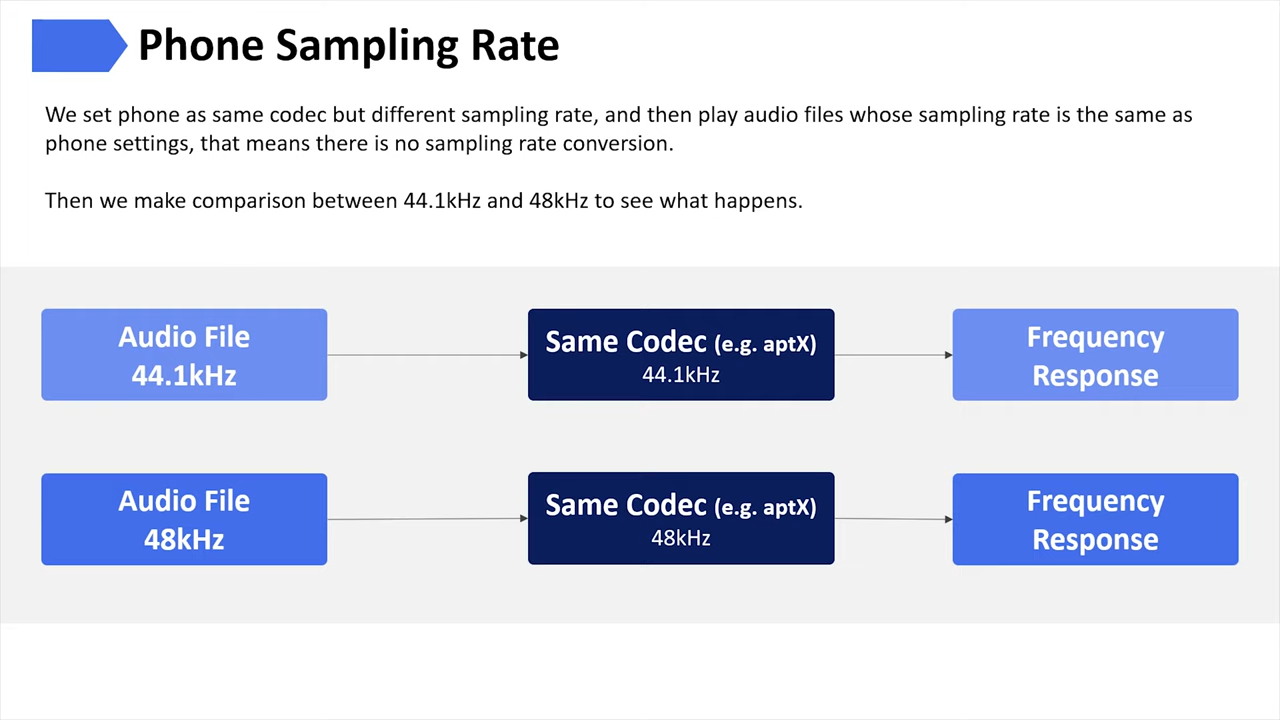 Phone Sampling Rate
We set phone as same codec but different sampling rate, and then play audio files whose sampling rate is the same as
phone settings, that means there is no sampling rate conversion.
Then we make comparison between 44.1kHz and 48kHz to see what happens.
Audio File
44.1kHz
Same Codec (e.g. aptX)
44.1kHz
Frequency
Response
Audio File
48kHz
Same Codec (e.g. aptX)
48kHz
Frequency
Response